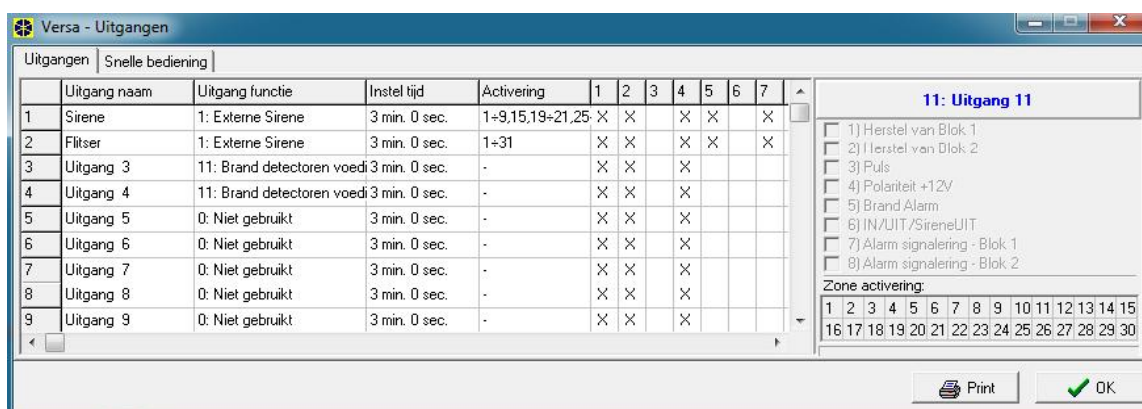 Versa - Uitgangen
Uitgangen Snelle bediening
Uitgang naam Uitgang functie Instel tijd Activering 1 2 3 4 5 6 7
1 Sirene 1: Externe Sirene 3 min. 0 sec. 1÷9,15,19÷21,25- X X X X X
2 Flitser 1: Externe Sirene 3 min. 0 sec. 1÷31 X X X X X
3 Uitgang 3 11: Brand detectoren voedi 3 min. 0 sec. - X X X
4 Uitgang 4 11: Brand detectoren voedi 3 min. 0 sec. - X X X
5 Uitgang 5 0: Niet gebruikt 3 min. 0 sec. - X X X
6 Uitgang 6 0: Niet gebruikt 3 min. 0 sec. - X X X
7 Uitgang 7 0: Niet gebruikt 3 min. 0 sec. - X X X
8 Uitgang 8 0: Niet gebruikt 3 min. 0 sec. - X X X
9 Uitgang 9 0: Niet gebruikt 3 min. 0 sec. - X X X
11: Uitgang 11
1) Herstel van Blok 1
2) Herstel van Blok 2
3) Puls
4) Polariteit +12V
5) Brand Alarm
6) IN/UIT/SireneUIT
7) Alarm signalering - Blok 1
8) Alarm signalering - Blok 2
Zone activering:
1 2 3 4 5 6 7 8 9 10 11 12 13 14 15
16 17 18 19 20 21 22 23 24 25 26 27 28 29 30
Print OK